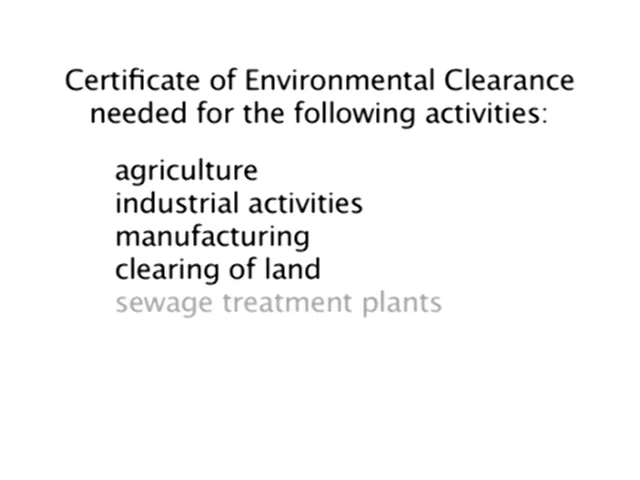 Certificate of Environmental Clearance
needed for the following activities:
agriculture
industrial activities
manufacturing
clearing of land
sewage treatment plants